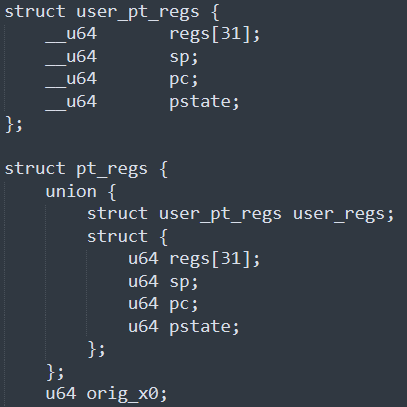 struct user_pt_regs {
    __u64        regs[31];
    __u64        sp;
    __u64        pc;
    __u64        pstate;
};

struct pt_regs {
    union {
        struct user_pt_regs user_regs;
        struct {
            u64 regs[31];
            u64 sp;
            u64 pc;
            u64 pstate;
        };
    };
    u64 orig_x0;